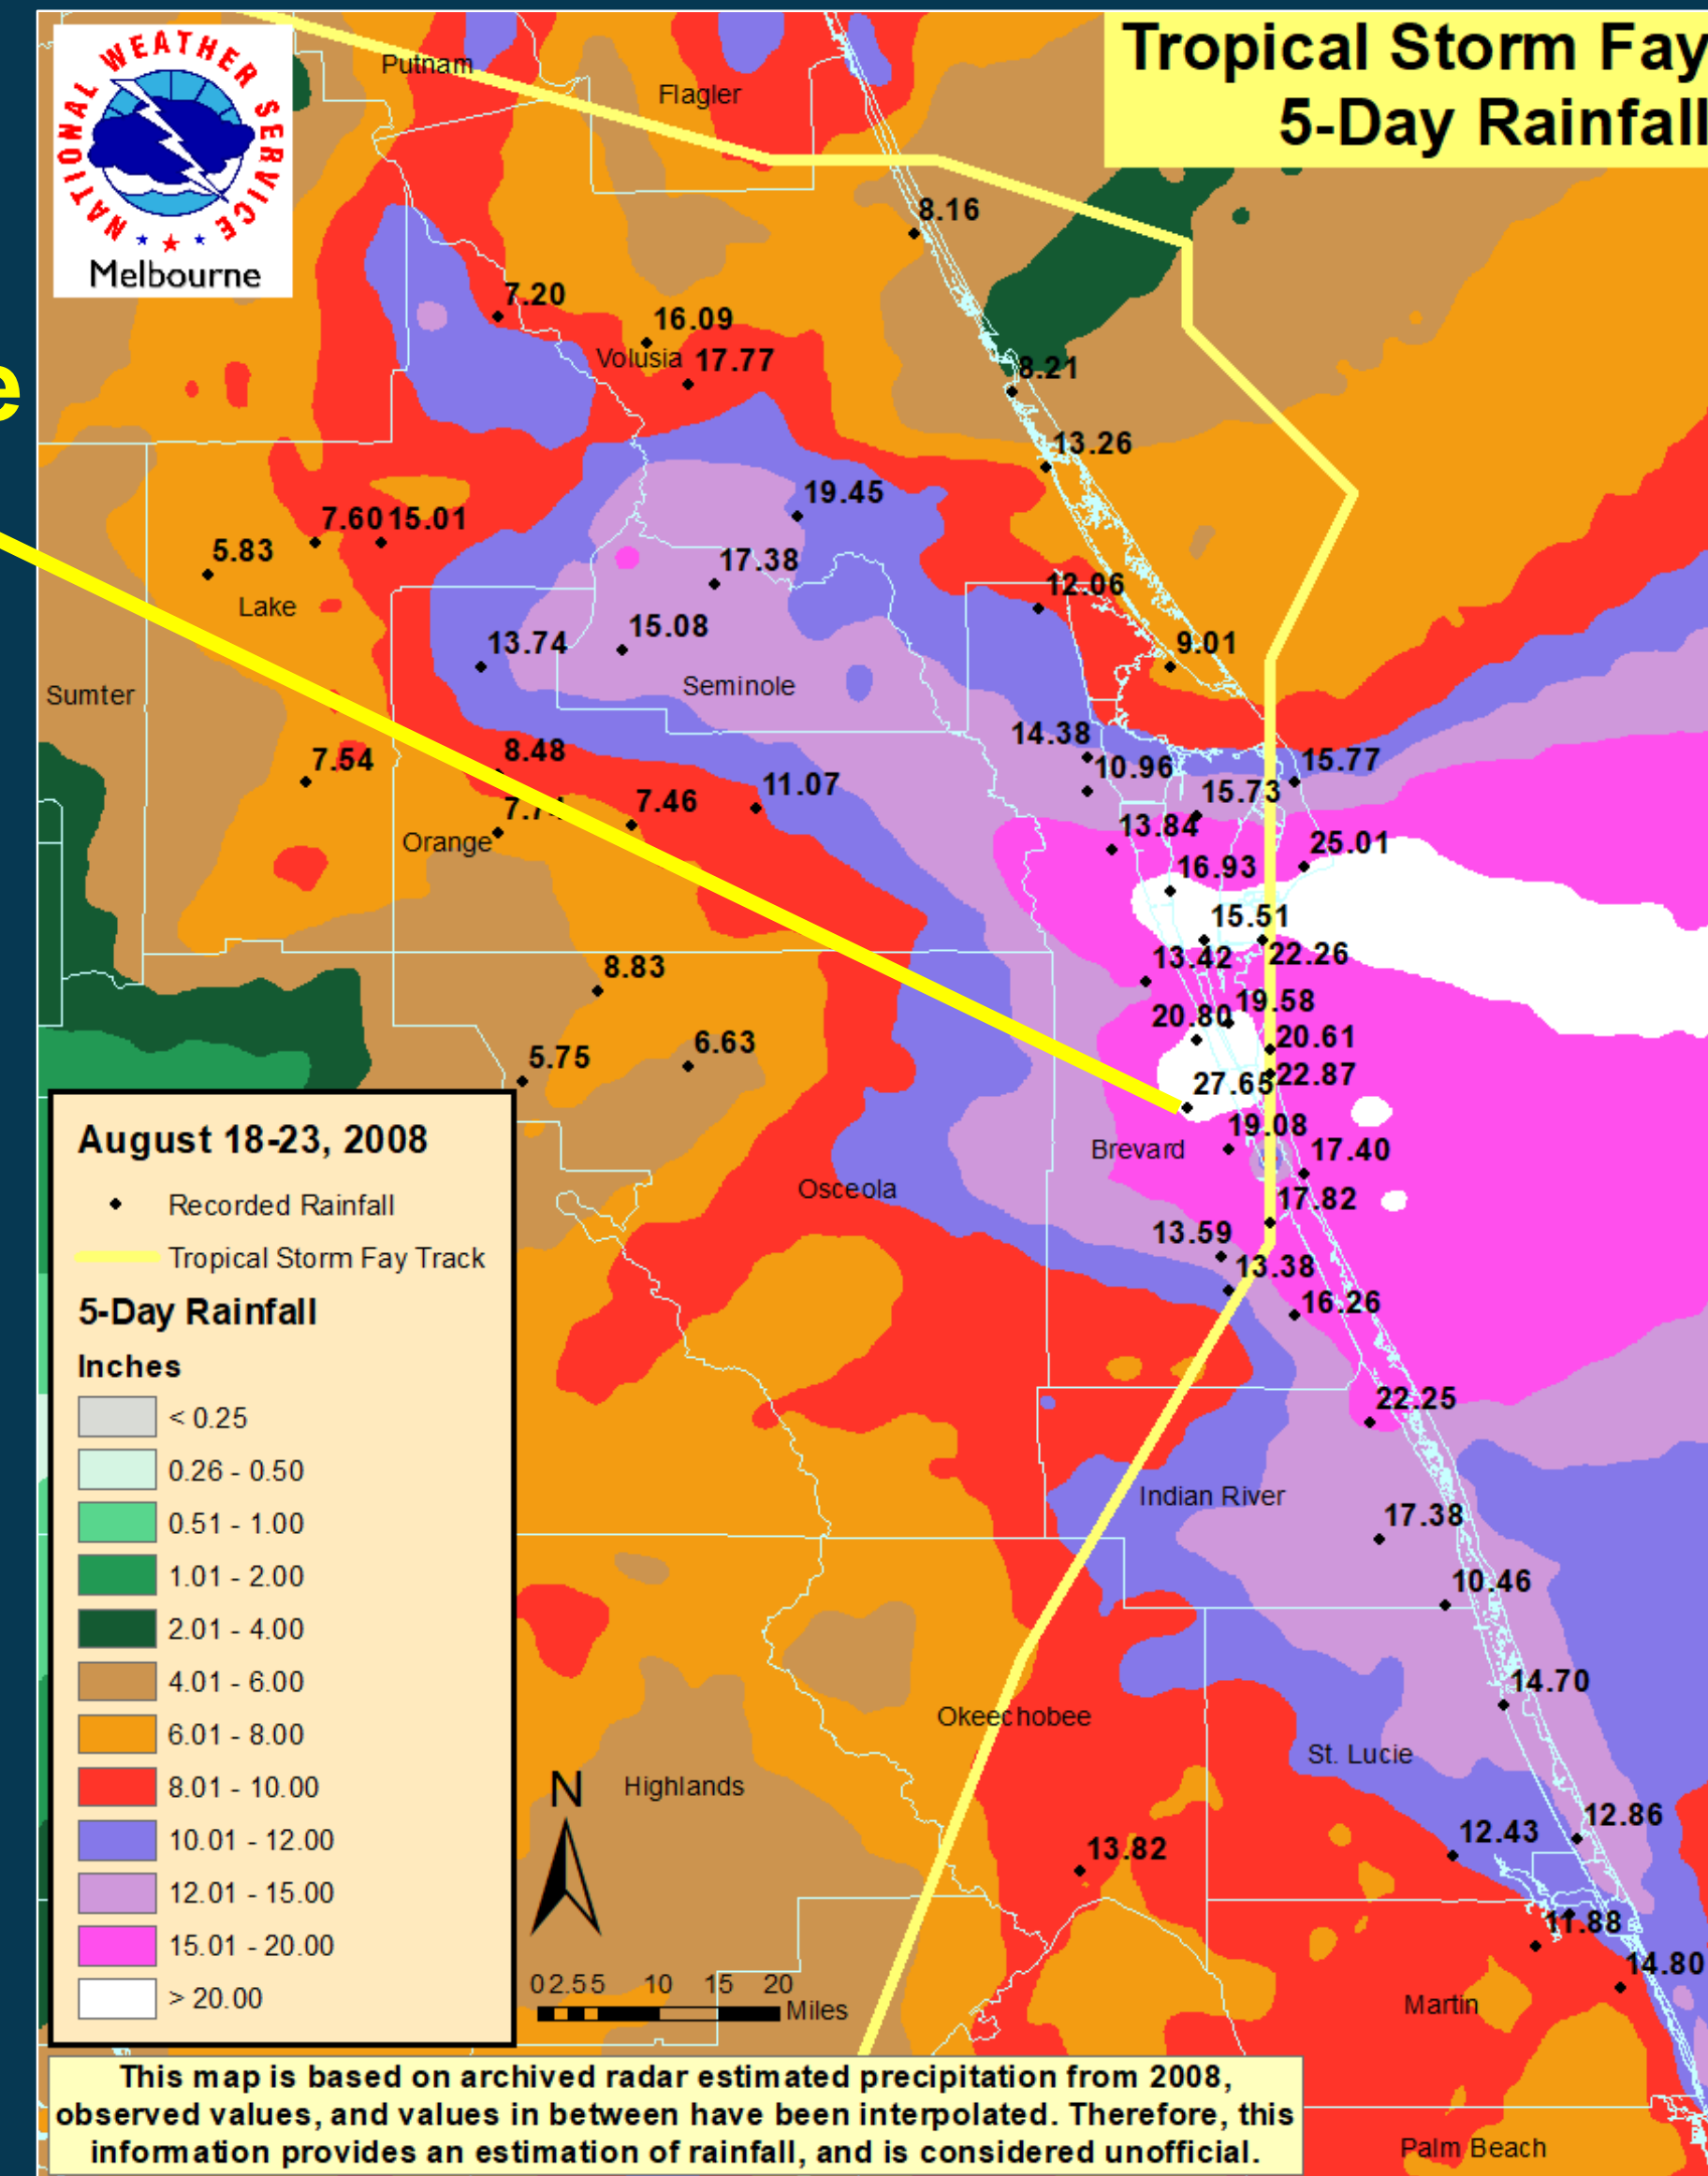 NATIONAL WEATHER SERVICE
Melbourne
Tropical Storm Fay
5-Day Rainfall
e
Putnam
Flagler
8.16
7.20
16.09
Volusia
17.77
8.21
13.26
19.45
7.60
15.01
5.83
17.38
Lake
12.06
15.08
13.74
9.01
Sumter
Seminole
14.38
8.48
7.54
10.96
15.77
11.07
15.73
7.46
7.74
13.84
Orange
25.01
16.93
15.51
13.42
22.26
8.83
19.58
20.80
20.61
6.63
5.75
22.87
27.65
19.08
Brevard
17.40
Osceola
17.82
13.59
13.38
16.26
22.25
Indian River
17.38
10.46
14.70
Okeechobee
St. Lucie
Highlands
12.86
12.43
13.82
11.88
14.80
Martin
Palm Beach
August 18-23, 2008
Recorded Rainfall
Tropical Storm Fay Track
5-Day Rainfall
Inches
< 0.25
0.26 - 0.50
0.51 - 1.00
1.01 - 2.00
2.01 - 4.00
4.01 - 6.00
6.01 - 8.00
8.01 - 10.00
10.01 - 12.00
12.01 - 15.00
15.01 - 20.00
> 20.00
N
0 2.5 5 10 15 20
Miles
This map is based on archived radar estimated precipitation from 2008,
observed values, and values in between have been interpolated. Therefore, this
information provides an estimation of rainfall, and is considered unofficial.